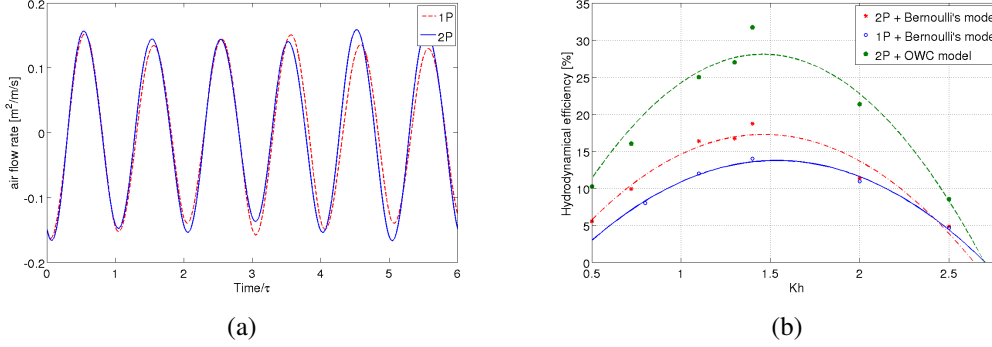 0.2
0.1
0
-0.1
-0.2
0
1
2
3
4
5
6
air flow rate [m²/m/s]
Time/τ
1P
2P
(a)
35
30
25
20
15
10
5
0
0.5
1
1.5
2
2.5
Hydrodynamical efficiency [%]
Kh
2P + Bernoulli's mode
1P + Bernoulli's mode
2P + OWC model
(b)